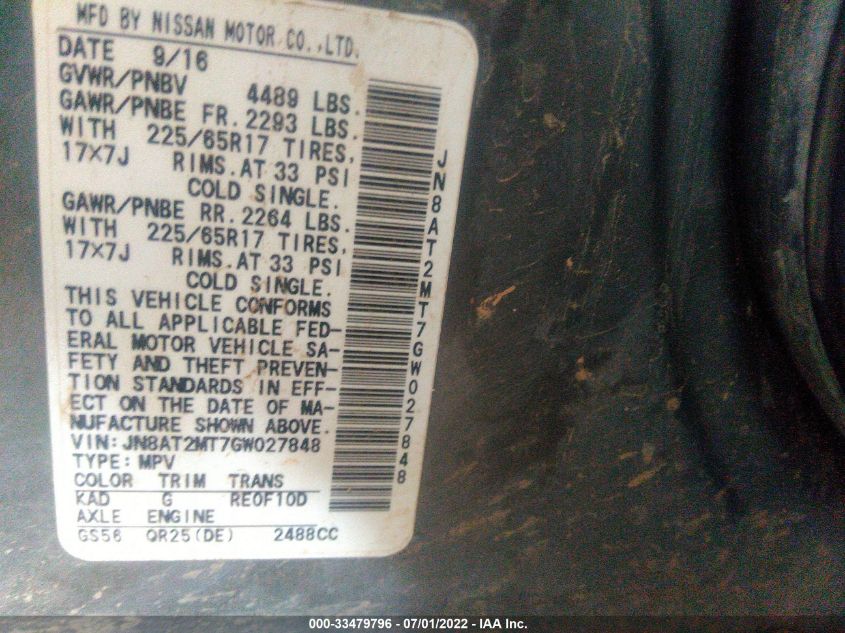 MFD BY NISSAN MOTOR CO.,LTD.
DATE 9/16
GVWR/PNBV 4489 LBS.
GAWR/PNBE FR. 2293 LBS.
WITH 225/65R17 TIRES,
17X7J RIMS. AT 33 PSI
COLD SINGLE.
GAWR/PNBE RR. 2264 LBS.
WITH 225/65R17 TIRES,
17X7J RIMS. AT 33 PSI
COLD SINGLE.
THIS VEHICLE CONFORMS
TO ALL APPLICABLE FED-
ERAL MOTOR VEHICLE SA-
FETY AND THEFT PREVEN-
TION STANDARDS IN EFF-
ECT ON THE DATE OF MA-
NUFACTURE SHOWN ABOVE.
VIN:JN8AT2MT7GW027848
TYPE:MPV
COLOR TRIM TRANS
KAD G RE0F10D
AXLE ENGINE
GS56 QR25(DE) 2488CC
JN8AT2MT7GW027848
000-33479796 - 07/01/2022 - IAA Inc.